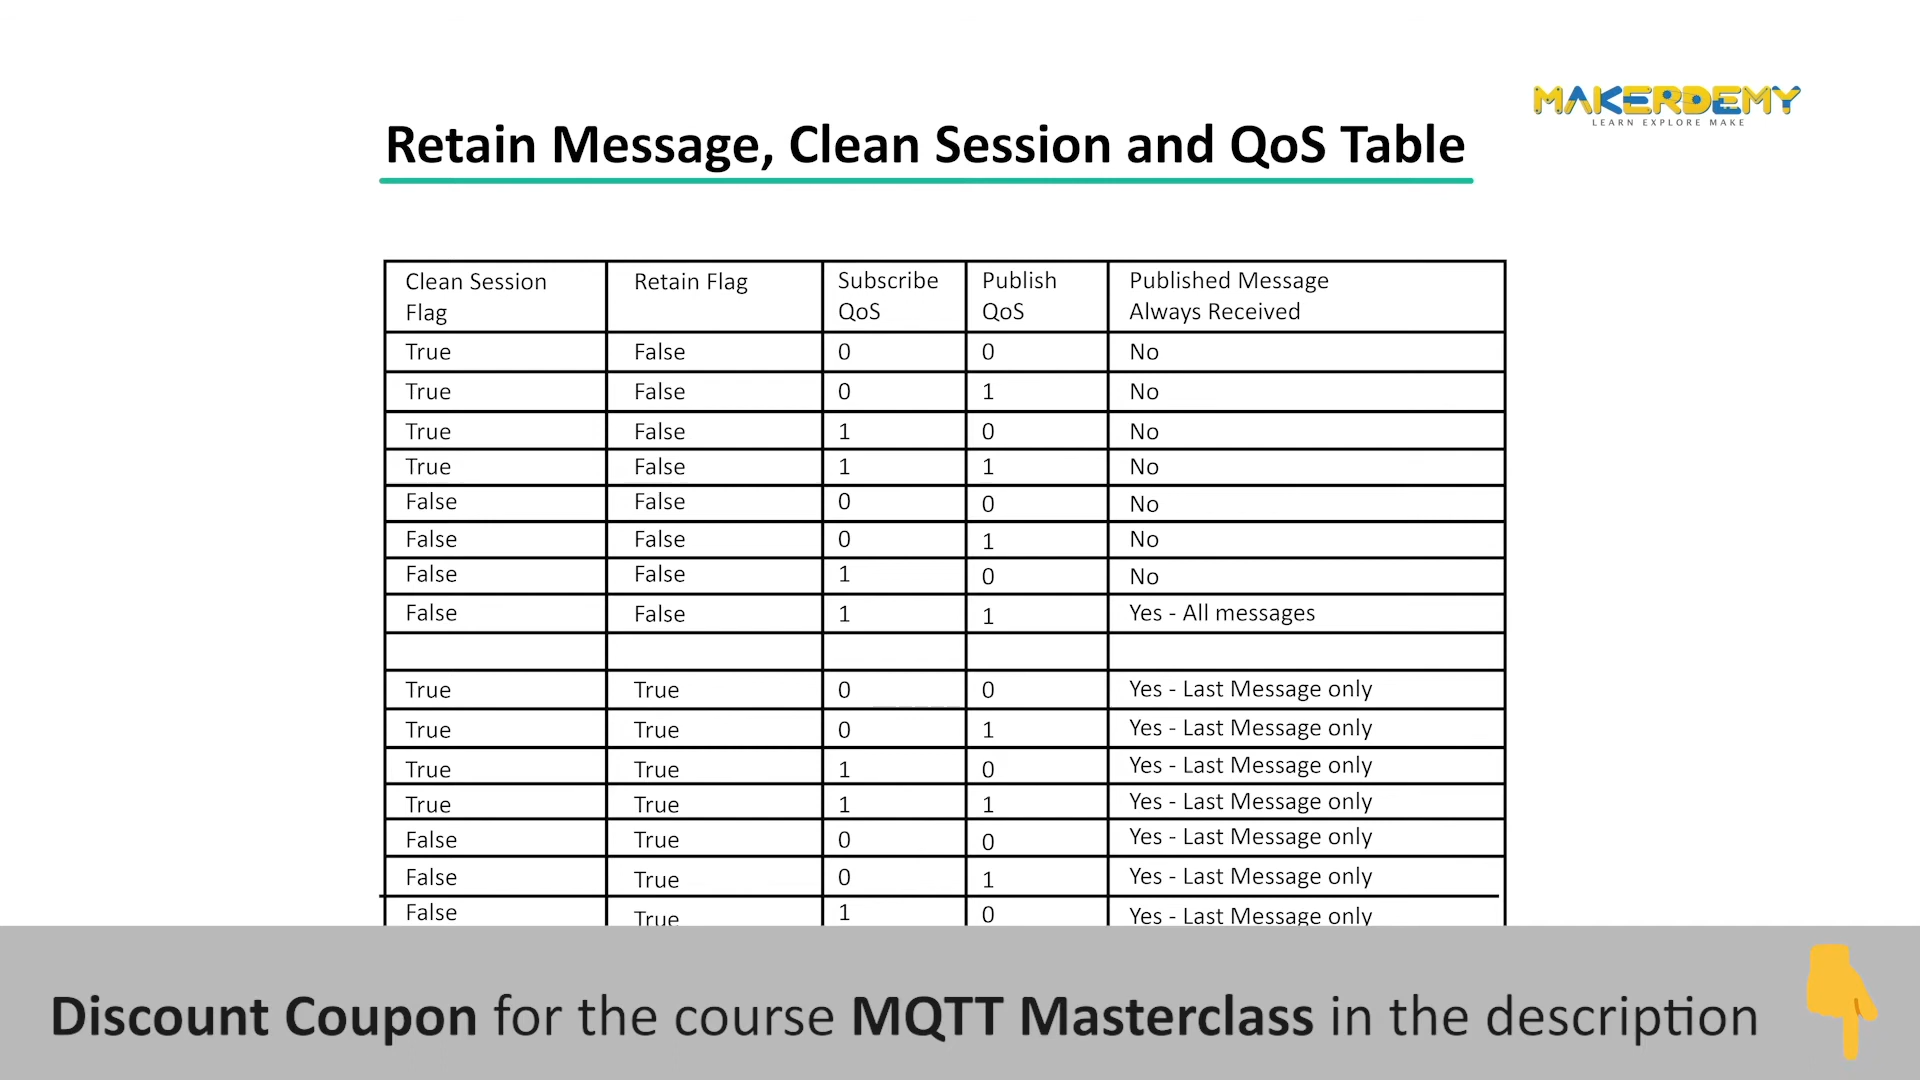 MAKERDEMY
LEARN EXPLORE MAKE
Retain Message, Clean Session and QoS Table
Clean Session Flag Retain Flag Subscribe QoS Publish QoS Published Message Always Received
True False 0 0 No
True False 0 1 No
True False 1 0 No
True False 1 1 No
False False 0 0 No
False False 0 1 No
False False 1 0 No
False False 1 1 Yes - All messages
True True 0 0 Yes - Last Message only
True True 0 1 Yes - Last Message only
True True 1 0 Yes - Last Message only
True True 1 1 Yes - Last Message only
False True 0 0 Yes - Last Message only
False True 0 1 Yes - Last Message only
False True 1 0 Yes - Last Message only
Discount Coupon for the course MQTT Masterclass in the description